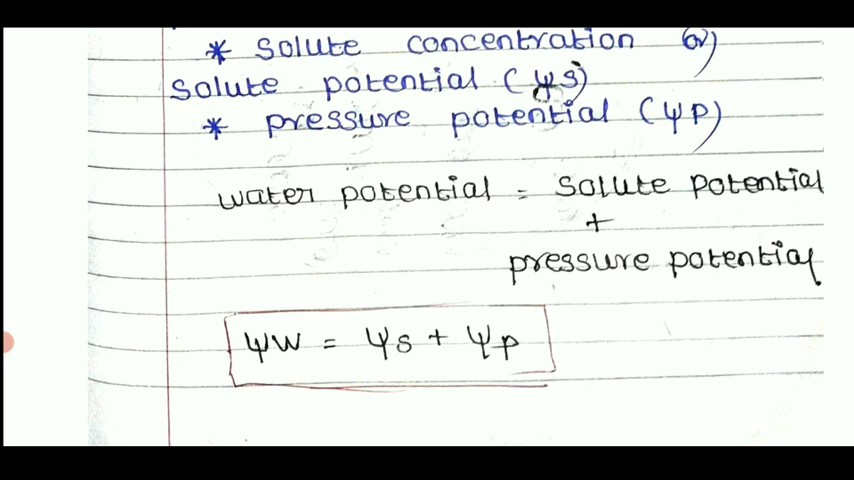 * Solute concentration (or)
Solute potential (ψs)
* pressure potential (ψp)
water potential = Solute potential
+
pressure potential
ψw = ψs + ψp